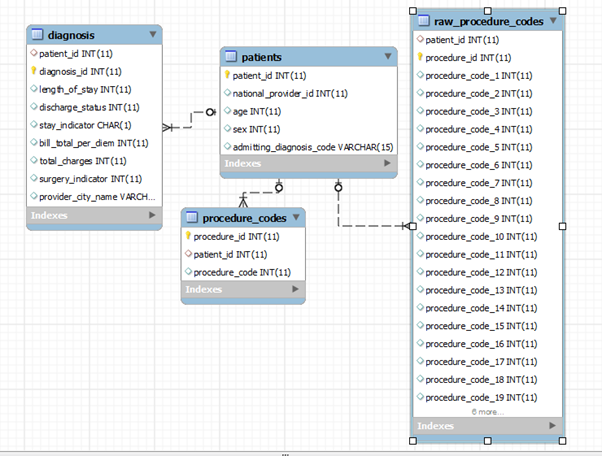 diagnosis
patient_id INT(11)
diagnosis_id INT(11)
length_of_stay INT(11)
discharge_status INT(11)
stay_indicator CHAR(1)
bill_total_per_diem INT(11)
total_charges INT(11)
surgery_indicator INT(11)
provider_city_name VARCH...
Indexes
patients
patient_id INT(11)
national_provider_id INT(11)
age INT(11)
sex INT(11)
admitting_diagnosis_code VARCHAR(15)
Indexes
procedure_codes
procedure_id INT(11)
patient_id INT(11)
procedure_code INT(11)
Indexes
raw_procedure_codes
patient_id INT(11)
procedure_id INT(11)
procedure_code_1 INT(11)
procedure_code_2 INT(11)
procedure_code_3 INT(11)
procedure_code_4 INT(11)
procedure_code_5 INT(11)
procedure_code_6 INT(11)
procedure_code_7 INT(11)
procedure_code_8 INT(11)
procedure_code_9 INT(11)
procedure_code_10 INT(11)
procedure_code_11 INT(11)
procedure_code_12 INT(11)
procedure_code_13 INT(11)
procedure_code_14 INT(11)
procedure_code_15 INT(11)
procedure_code_16 INT(11)
procedure_code_17 INT(11)
procedure_code_18 INT(11)
procedure_code_19 INT(11)
6 more...
Indexes